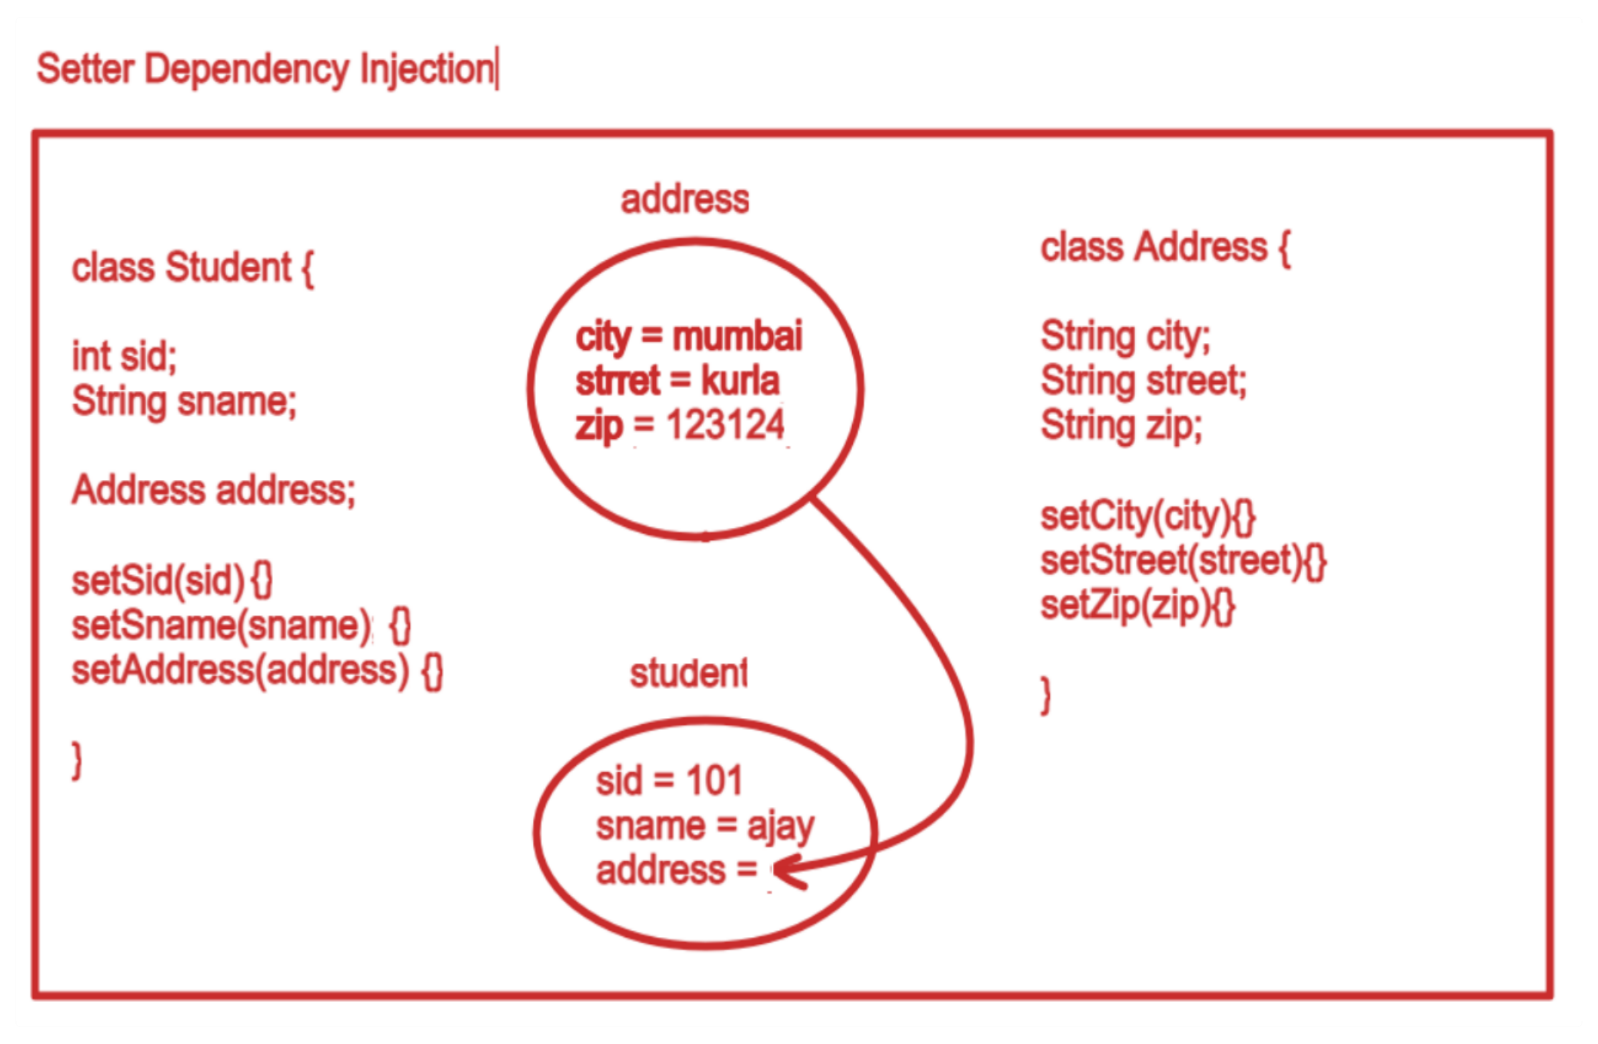 Setter Dependency Injection
class Student {
int sid;
String sname;
Address address;
setSid(sid) {}
setSname(sname) {}
setAddress(address) {}
}
address
city = mumbai
strret = kurla
zip = 123124
student
sid = 101
sname = ajay
address =
class Address {
String city;
String street;
String zip;
setCity(city){}
setStreet(street){}
setZip(zip){}
}